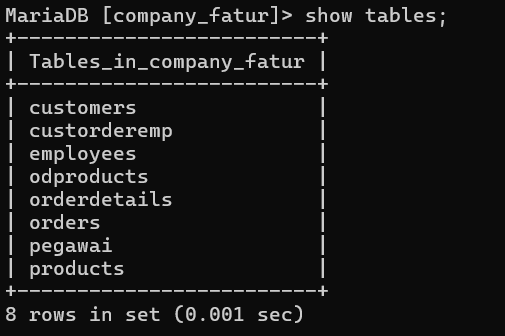 MariaDB [company_fatur]> show tables;
+-------------------------+
| Tables_in_company_fatur |
+-------------------------+
| customers               |
| custorderemp            |
| employees               |
| odproducts              |
| orderdetails            |
| orders                  |
| pegawai                 |
| products                |
+-------------------------+
8 rows in set (0.001 sec)